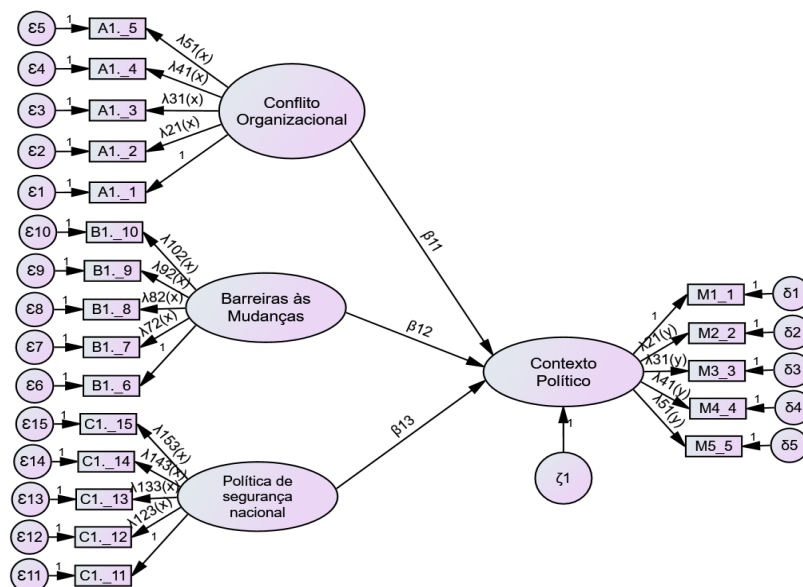 ε5 1 A1._5 λ51(x)
ε4 1 A1._4 λ41(x)
ε3 1 A1._3 λ31(x)
ε2 1 A1._2 λ21(x)
ε1 1 A1._1 1
Conflito
Organizacional
β11
ε10 1 B1._10 λ102(x)
ε9 1 B1._9 λ92(x)
ε8 1 B1._8 λ82(x)
ε7 1 B1._7 λ72(x)
ε6 1 B1._6 1
Barreiras às
Mudanças
β12
ε15 1 C1._15 λ153(x)
ε14 1 C1._14 λ143(x)
ε13 1 C1._13 λ133(x)
ε12 1 C1._12 λ123(x)
ε11 1 C1._11 1
Política de
segurança
nacional
β13
Contexto
Político
1
ζ1
1 M1_1 1 δ1
λ21(y) M2_2 1 δ2
λ31(y) M3_3 1 δ3
λ41(y) M4_4 1 δ4
λ51(y) M5_5 1 δ5